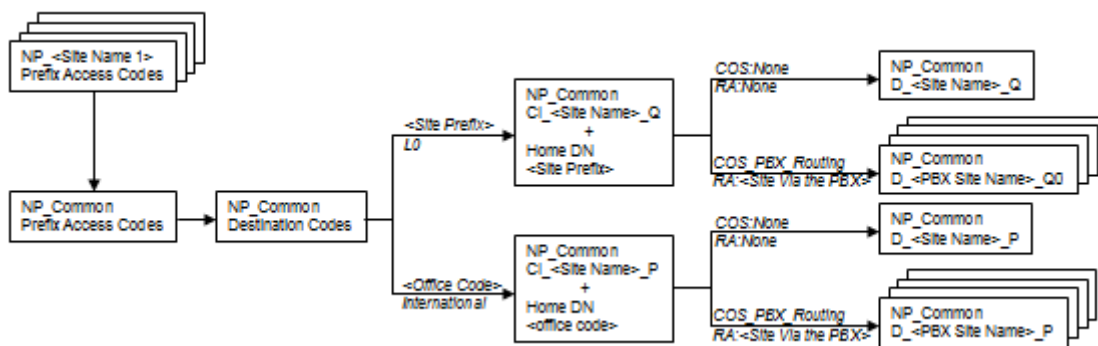 NP_<Site Name 1>
Prefix Access Codes
NP_Common
Prefix Access Codes
NP_Common
Destination Codes
<Site Prefix>
L0
<Office Code>
International
NP_Common
CI_<Site Name>_Q
+
Home DN
<Site Prefix>
NP_Common
CI_<Site Name>_P
+
Home DN
<office code>
COS:None
RA:None
COS_PBX_Routing
RA:<Site Via the PBX>
NP_Common
D_<Site Name>_Q
NP_Common
D_<PBX Site Name>_Q0
COS:None
RA:None
COS_PBX_Routing
RA:<Site Via the PBX>
NP_Common
D_<Site Name>_P
NP_Common
D_<PBX Site Name>_P